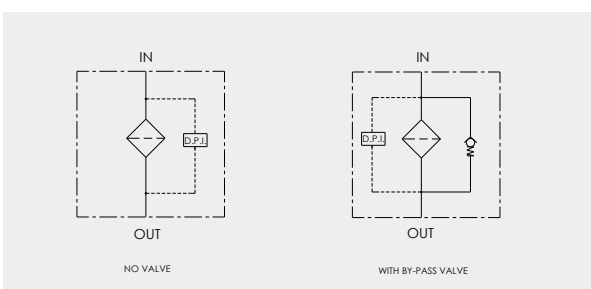 IN
D.P.I.
OUT
NO VALVE
IN
D.P.I.
OUT
WITH BY-PASS VALVE